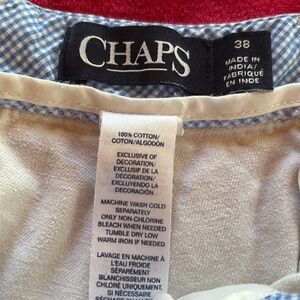 CHAPS
38
MADE IN
INDIA/
FABRIQUÉ
EN INDE
100% COTTON/
COTON/ALGODÓN
EXCLUSIVE OF
DECORATION/
EXCLUSIF DE LA
DÉCORATION/
EXCLUYENDO LA
DECORACIÓN
MACHINE WASH COLD
SEPARATELY
ONLY NON-CHLORINE
BLEACH WHEN NEEDED
TUMBLE DRY LOW
WARM IRON IF NEEDED
LAVAGE EN MACHINE À
L'EAU FROIDE
SÉPARÉMENT
BLANCHISSEUR NON
CHLORÉ UNIQUEMENT
SI NÉCESSAIRE